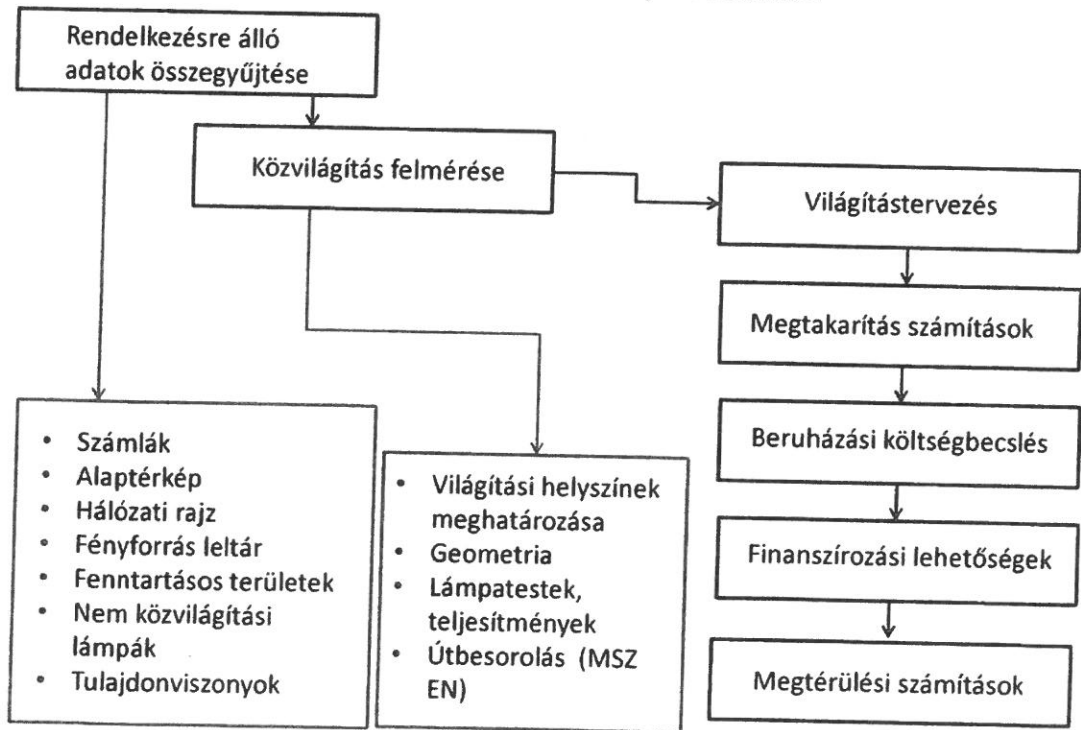 Rendelkezésre álló
adatok összegyűjtése
Közvilágítás felmérése
Világítástervezés
Megtakarítás számítások
Beruházási költségbecslés
Finanszírozási lehetőségek
Megtérülési számítások
• Számlák
• Alaptérkép
• Hálózati rajz
• Fényforrás leltár
• Fenntartásos területek
• Nem közvilágítási
lámpák
• Tulajdonviszonyok
• Világítási helyszínek
meghatározása
• Geometria
• Lámpatestek,
teljesítmények
• Útbesorolás (MSZ
EN)